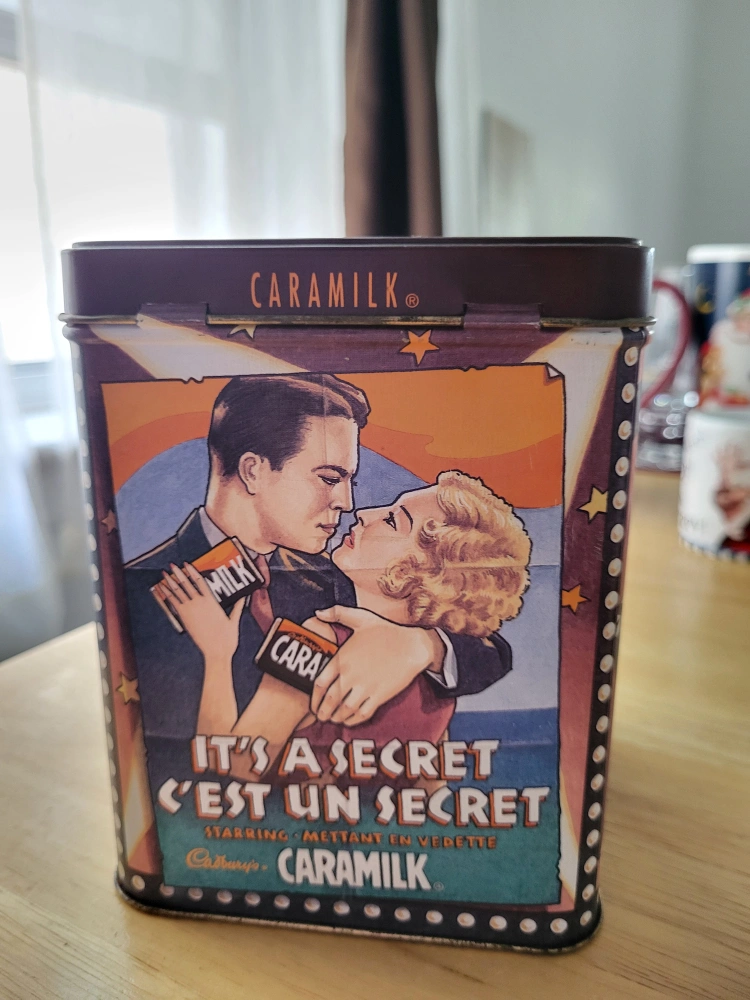 CARAMILK®
MILK
CARA
IT'S A SECRET
C'EST UN SECRET
STARRING · METTANT EN VEDETTE
Cadbury's CARAMILK